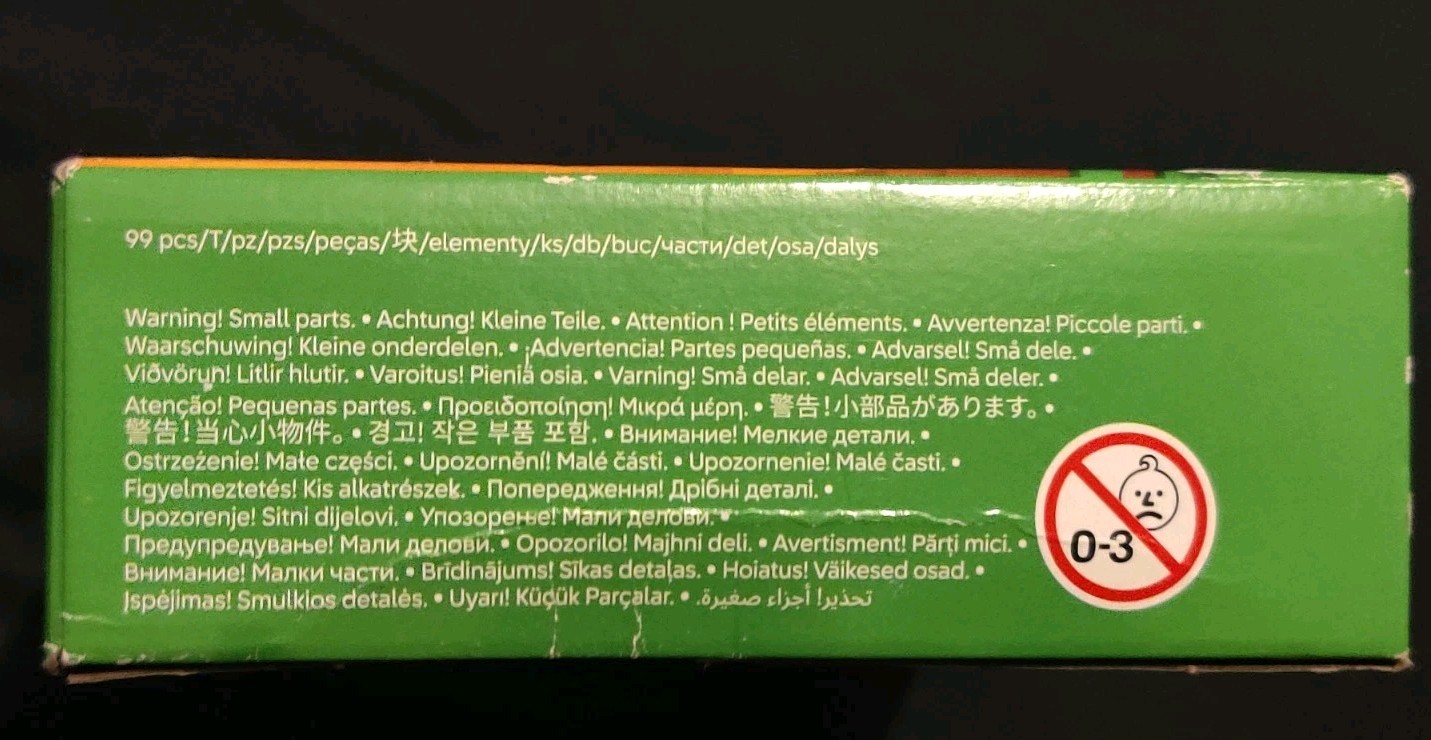 99 pcs/T/pz/pzs/peças/块/elementy/ks/db/buc/части/det/osa/dalys
Warning! Small parts. • Achtung! Kleine Teile. • Attention ! Petits éléments. • Avvertenza! Piccole parti. •
Waarschuwing! Kleine onderdelen. • ¡Advertencia! Partes pequeñas. • Advarsel! Små dele. •
Viðvörun! Litlir hlutir. • Varoitus! Pieniä osia. • Varning! Små delar. • Advarsel! Små deler. •
Atenção! Pequenas partes. • Προειδοποίηση! Μικρά μέρη. • 警告!小部品があります。 •
警告!当心小物件。 • 경고! 작은 부품 포함. • Внимание! Мелкие детали. •
Ostrzeżenie! Małe części. • Upozornění! Malé části. • Upozornenie! Malé časti. •
Figyelmeztetés! Kis alkatrészek. • Попередження! Дрібні деталі. •
Upozorenje! Sitni dijelovi. • Упозорење! Мали делови. •
Предупредување! Мали делови. • Opozorilo! Majhni deli. • Avertisment! Părți mici. •
Внимание! Малки части. • Brīdinājums! Sīkas detaļas. • Hoiatus! Väikesed osad. •
Įspėjimas! Smulkios detalės. • Uyarı! Küçük Parçalar. • تحذير! أجزاء صغيرة.
0-3